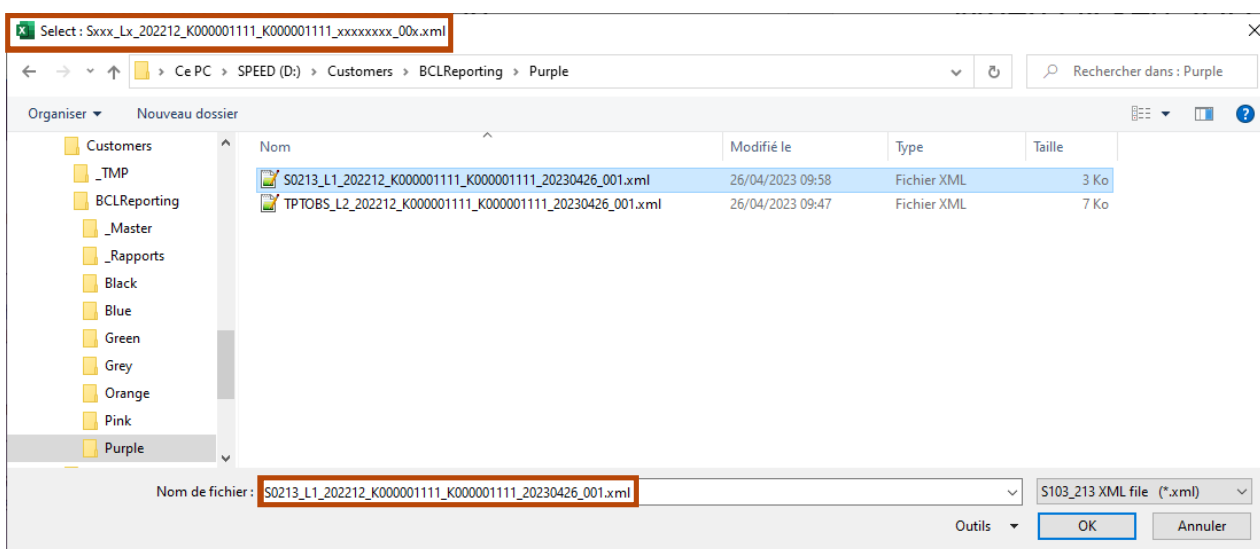 Select : Sxxx_Lx_202212_K000001111_K000001111_xxxxxxxx_00x.xml
Ce PC > SPEED (D:) > Customers > BCLReporting > Purple
Rechercher dans : Purple
Organiser Nouveau dossier
Customers
_TMP
BCLReporting
_Master
_Rapports
Black
Blue
Green
Grey
Orange
Pink
Purple
Nom Modifié le Type Taille
S0213_L1_202212_K000001111_K000001111_20230426_001.xml 26/04/2023 09:58 Fichier XML 3 Ko
TPTOBS_L2_202212_K000001111_K000001111_20230426_001.xml 26/04/2023 09:47 Fichier XML 7 Ko
Nom de fichier : S0213_L1_202212_K000001111_K000001111_20230426_001.xml S103_213 XML file (*.xml)
Outils OK Annuler